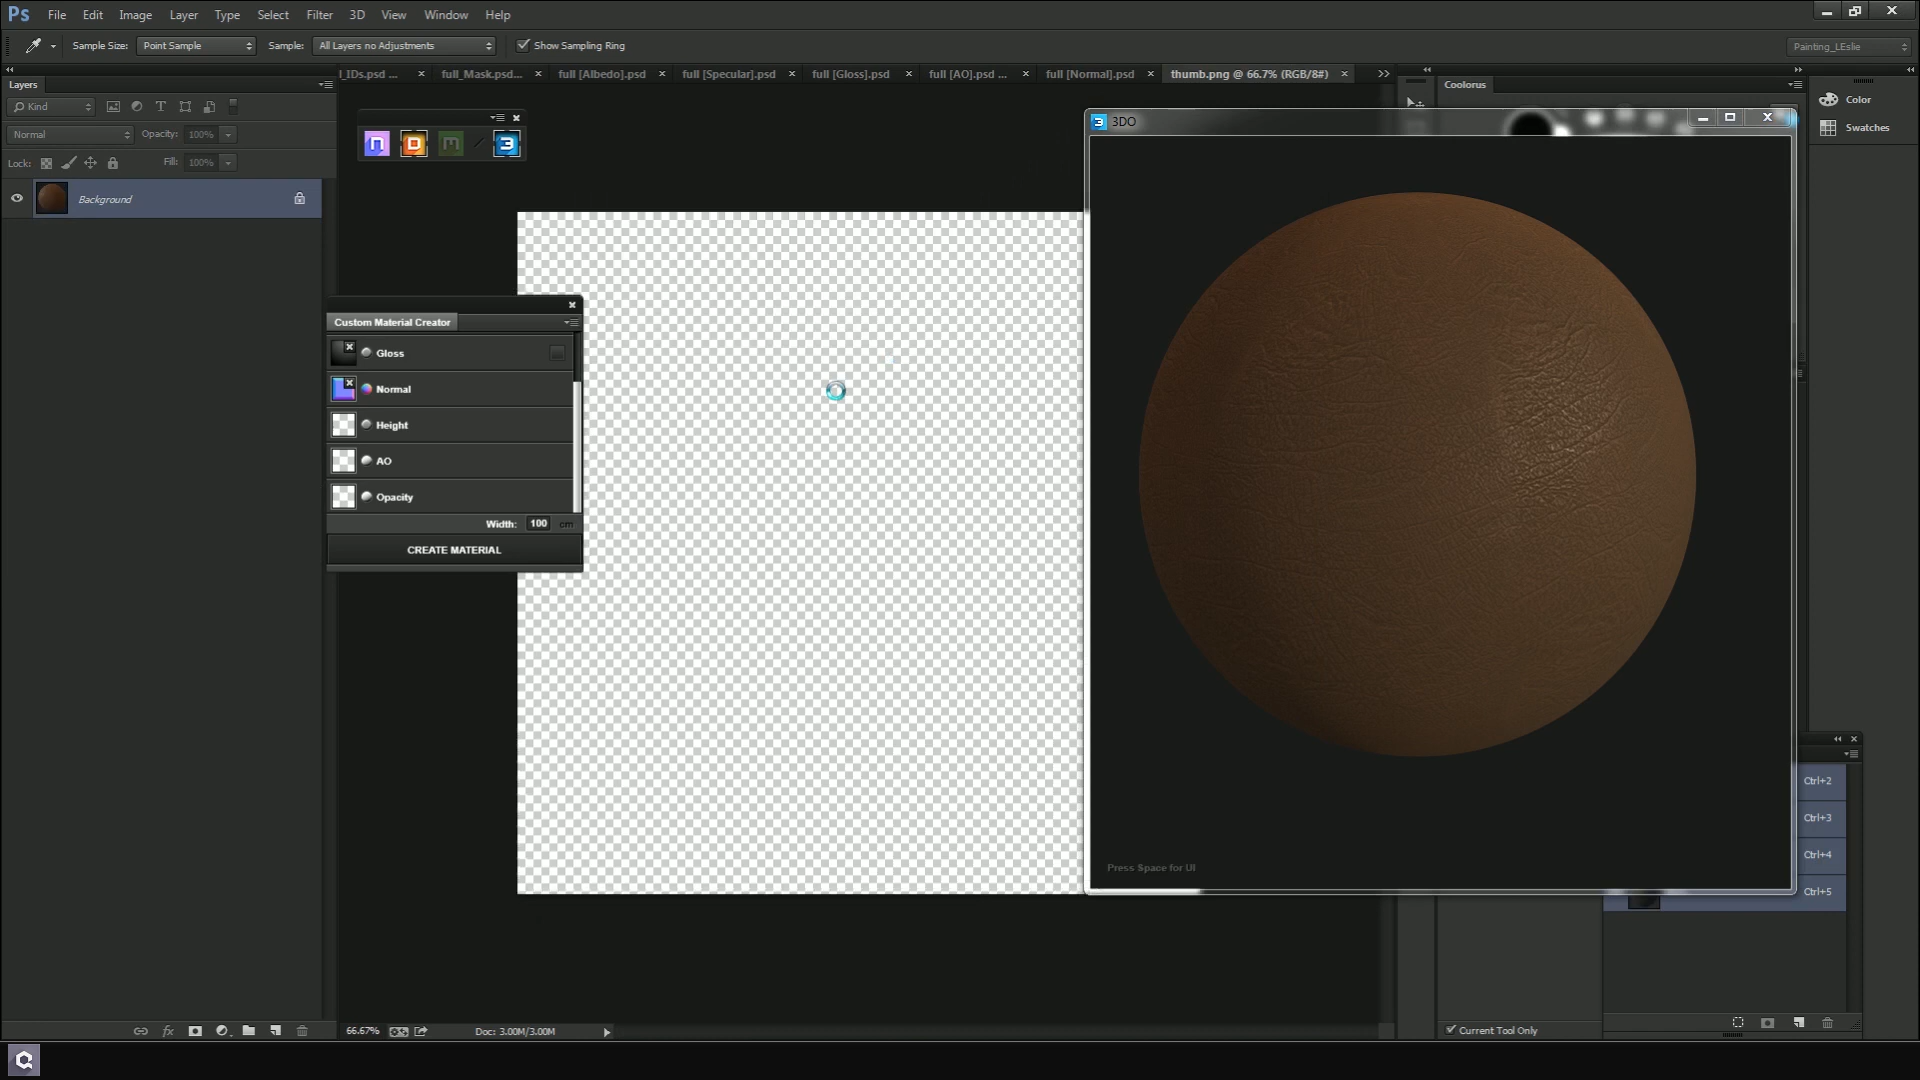 Ps File Edit Image Layer Type Select Filter 3D View Window Help
Sample Size: Point Sample Sample: All Layers no Adjustments Show Sampling Ring Painting_LEslie
l_IDs.psd ... full_Mask.psd... full [Albedo].psd full [Specular].psd full [Gloss].psd full [AO].psd ... full [Normal].psd thumb.png @ 66.7% (RGB/8#)
Layers
Kind
Normal Opacity: 100%
Lock: Fill: 100%
Background
Custom Material Creator
Gloss
Normal
Height
AO
Opacity
Width: 100 cm
CREATE MATERIAL
3DO
Press Space for UI
Coolorus
Color
Swatches
Ctrl+2
Ctrl+3
Ctrl+4
Ctrl+5
Current Tool Only
66.67% Doc: 3.00M/3.00M